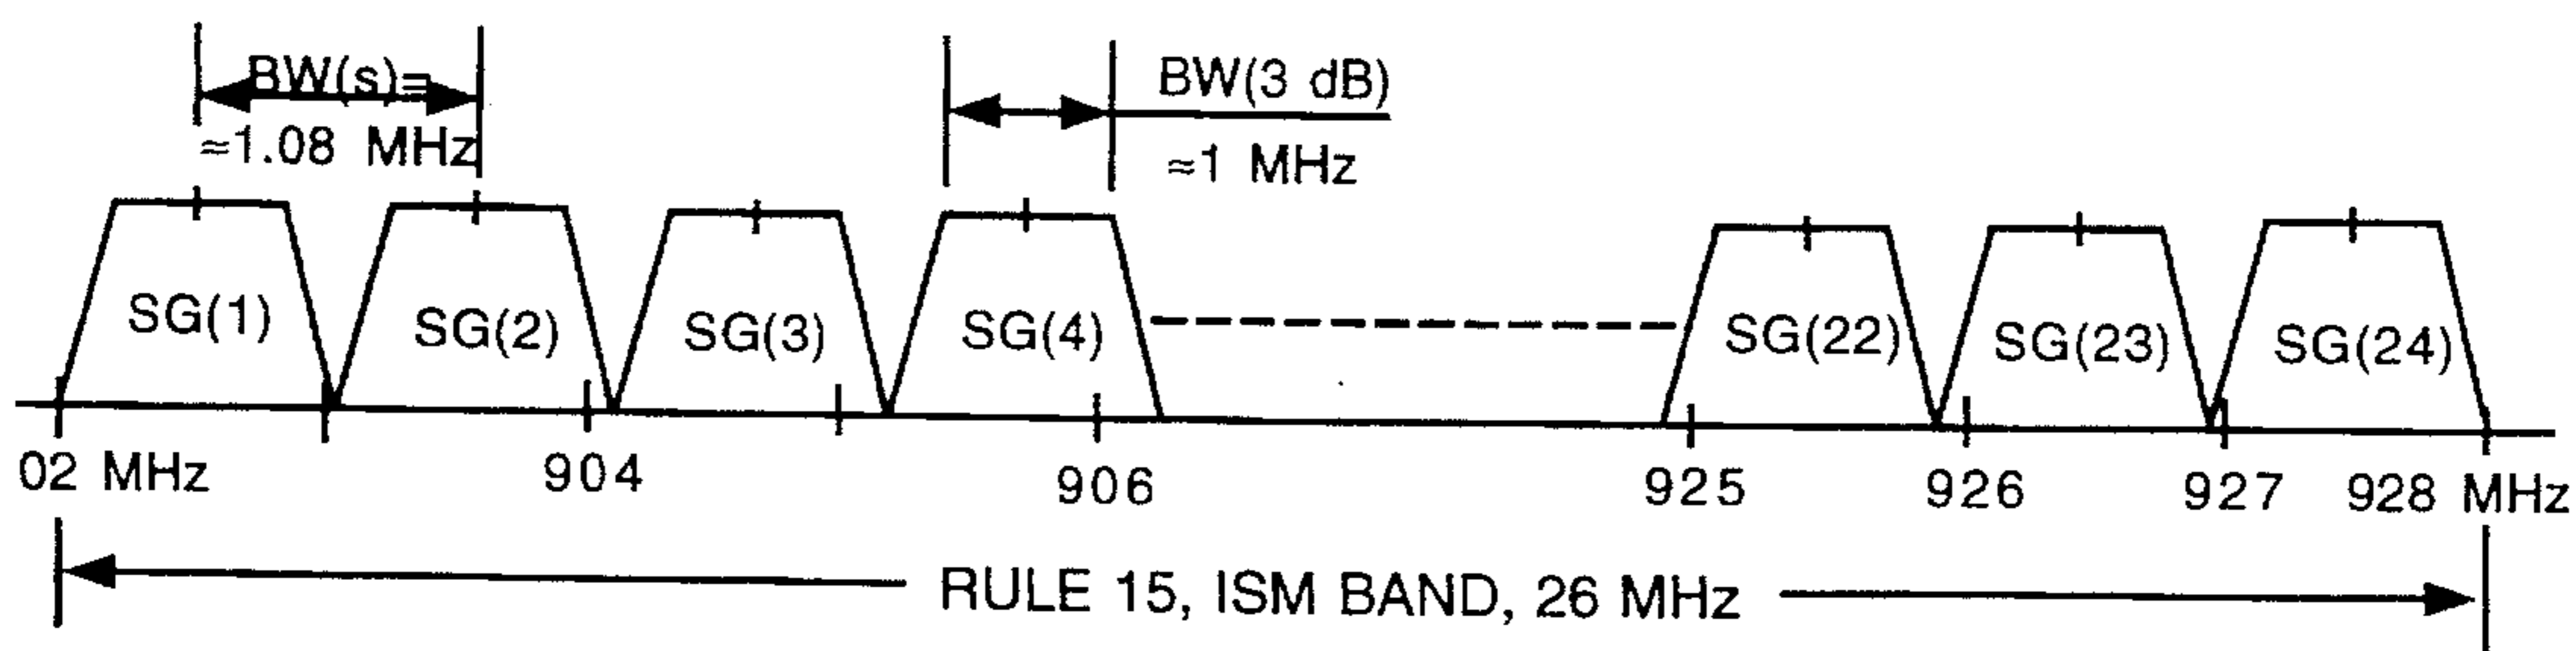 BW(s)=
≈1.08 MHz
BW(3 dB)
≈1 MHz
SG(1)
SG(2)
SG(3)
SG(4)
SG(22)
SG(23)
SG(24)
02 MHz
904
906
925
926
927
928 MHz
RULE 15, ISM BAND, 26 MHz